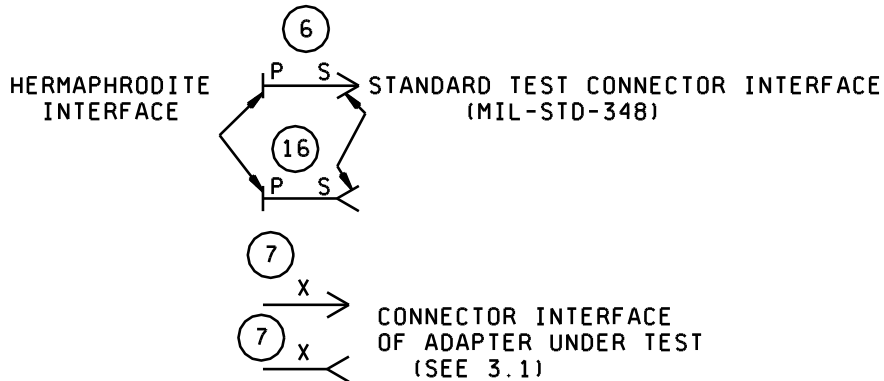 6
P S
HERMAPHRODITE
INTERFACE
STANDARD TEST CONNECTOR INTERFACE
(MIL-STD-348)
16
P S
7
X
7
X
CONNECTOR INTERFACE
OF ADAPTER UNDER TEST
(SEE 3.1)